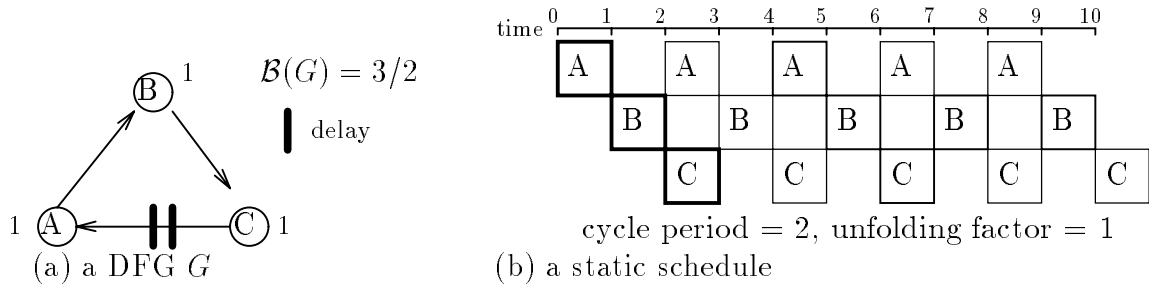 time 0 1 2 3 4 5 6 7 8 9 10
A A A A A
B B B B B
C C C C C
cycle period = 2, unfolding factor = 1
(b) a static schedule
B 1
𝓑(G) = 3/2
delay
1 A C 1
(a) a DFG G